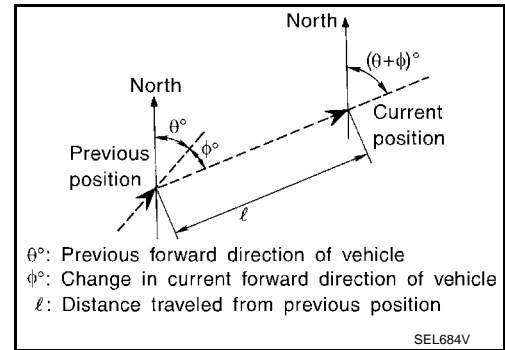 North
(θ+ϕ)°
North
θ°
ϕ°
Current
position
Previous
position
ℓ
θ°: Previous forward direction of vehicle
ϕ°: Change in current forward direction of vehicle
ℓ: Distance traveled from previous position
SEL684V